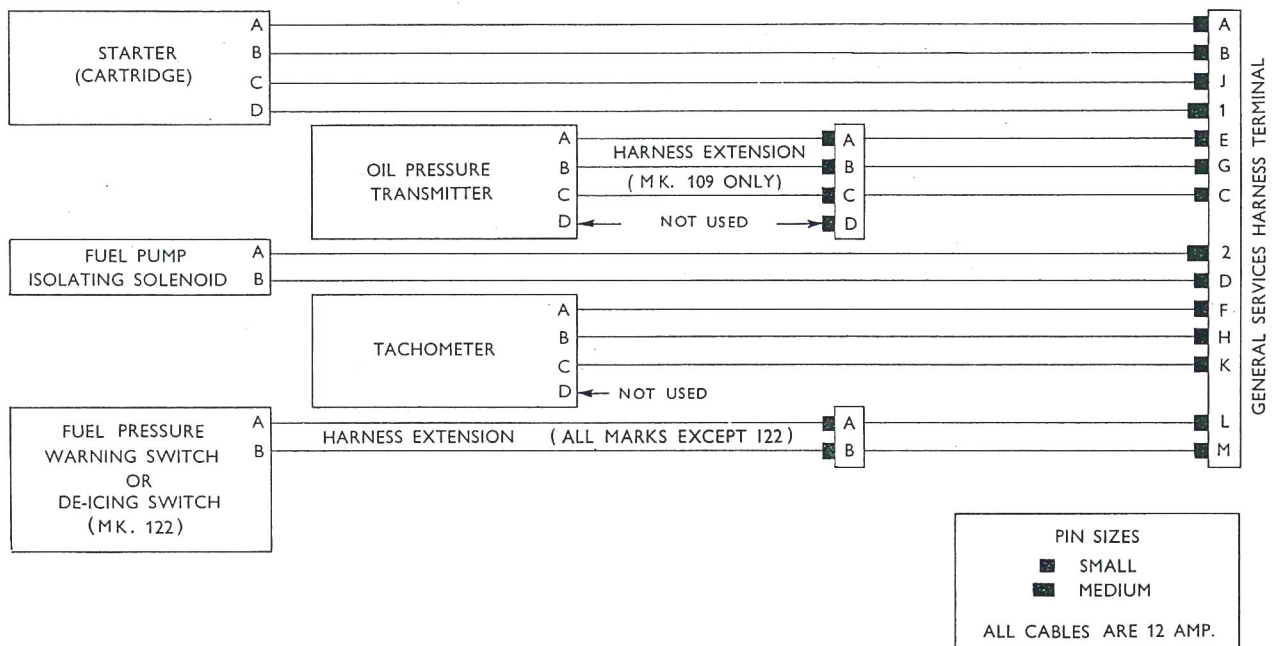 STARTER
(CARTRIDGE)
A
B
C
D
A
B
J
1
OIL PRESSURE
TRANSMITTER
A
B
C
D
HARNESS EXTENSION
(MK. 109 ONLY)
NOT USED
A
B
C
D
E
G
C
FUEL PUMP
ISOLATING SOLENOID
A
B
2
D
TACHOMETER
A
B
C
D
NOT USED
F
H
K
FUEL PRESSURE
WARNING SWITCH
OR
DE-ICING SWITCH
(MK. 122)
A
B
HARNESS EXTENSION (ALL MARKS EXCEPT 122)
A
B
L
M
GENERAL SERVICES HARNESS TERMINAL
PIN SIZES
SMALL
MEDIUM
ALL CABLES ARE 12 AMP.